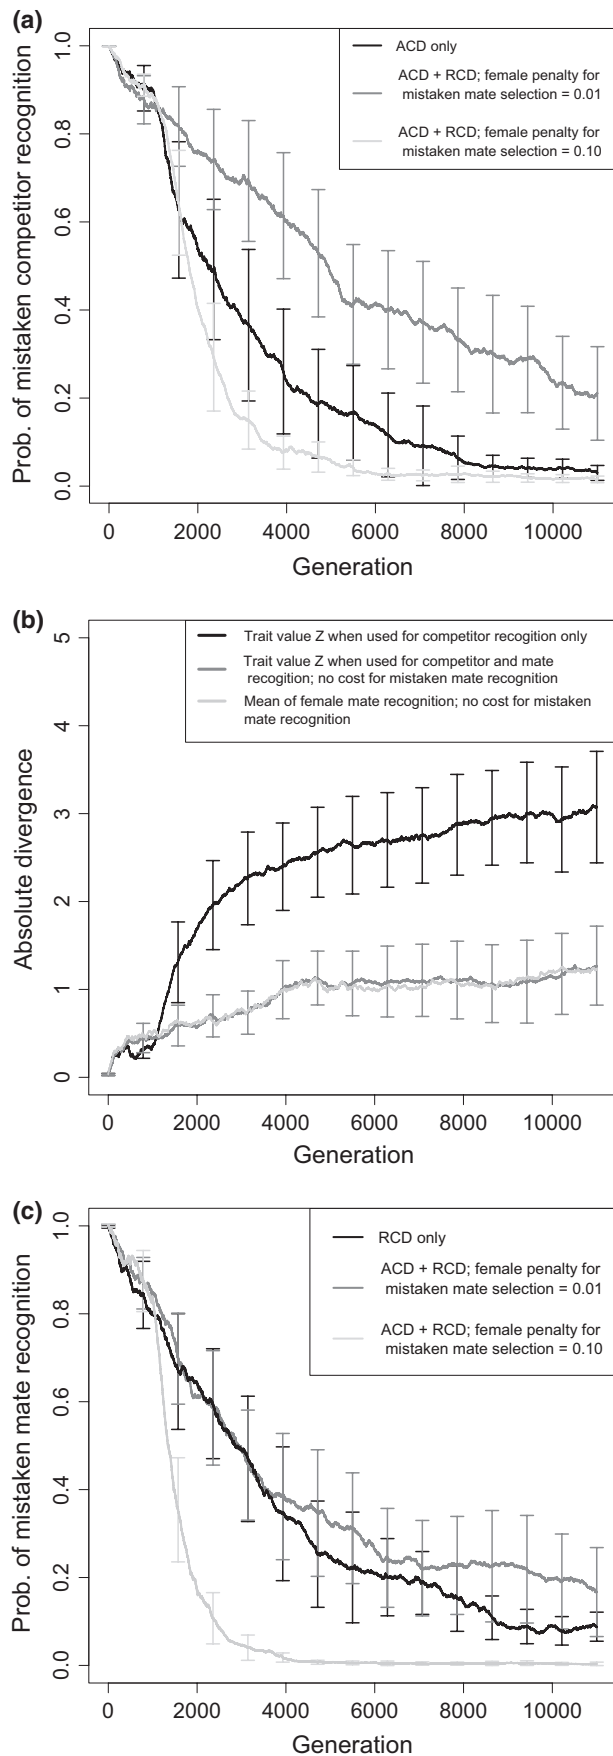 (a)
Prob. of mistaken competitor recognition
1.0
0.8
0.6
0.4
0.2
0.0
ACD only
ACD + RCD; female penalty for
mistaken mate selection = 0.01
ACD + RCD; female penalty for
mistaken mate selection = 0.10
0 2000 4000 6000 8000 10000
Generation
(b)
Absolute divergence
5
4
3
2
1
0
Trait value Z when used for competitor recogition only
Trait value Z when used for competitor and mate
recogition; no cost for mistaken mate recognition
Mean of female mate recognition; no cost for mistaken
mate recognition
0 2000 4000 6000 8000 10000
Generation
(c)
Prob. of mistaken mate recognition
1.0
0.8
0.6
0.4
0.2
0.0
RCD only
ACD + RCD; female penalty for
mistaken mate selection = 0.01
ACD + RCD; female penalty for
mistaken mate selection = 0.10
0 2000 4000 6000 8000 10000
Generation